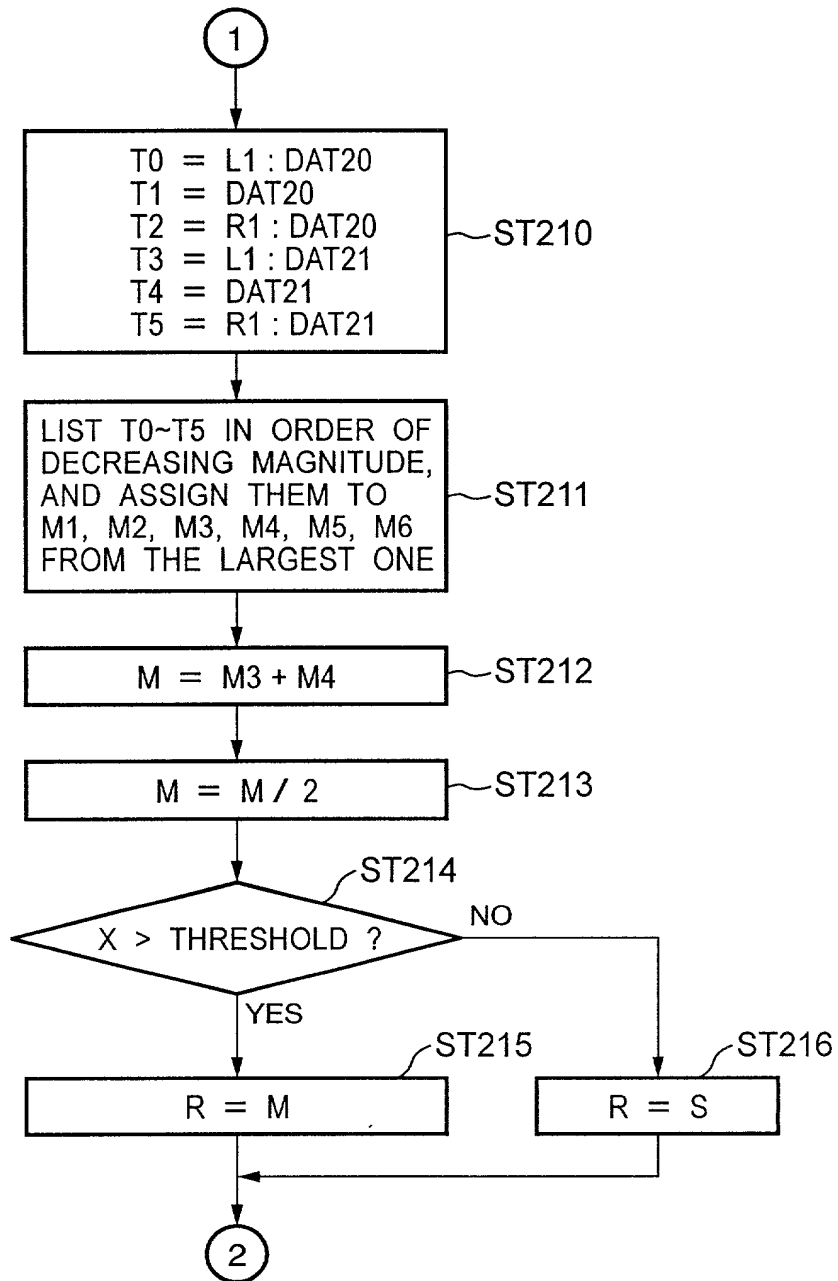 1
T0 = L1 : DAT20
T1 = DAT20
T2 = R1 : DAT20
T3 = L1 : DAT21
T4 = DAT21
T5 = R1 : DAT21
ST210
LIST T0~T5 IN ORDER OF
DECREASING MAGNITUDE,
AND ASSIGN THEM TO
M1, M2, M3, M4, M5, M6
FROM THE LARGEST ONE
ST211
M = M3 + M4
ST212
M = M / 2
ST213
ST214
X > THRESHOLD ?
NO
YES
ST215
R = M
ST216
R = S
2